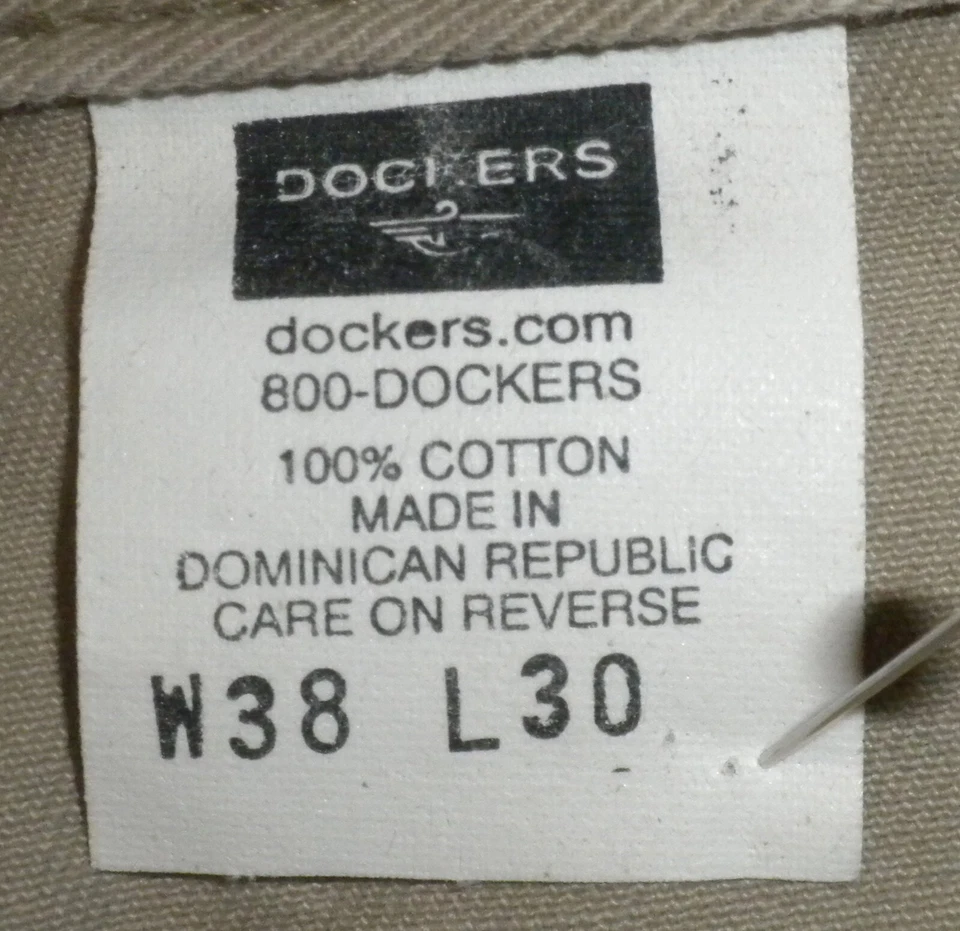 DOCKERS
dockers.com
800-DOCKERS
100% COTTON
MADE IN
DOMINICAN REPUBLIC
CARE ON REVERSE
W38 L30